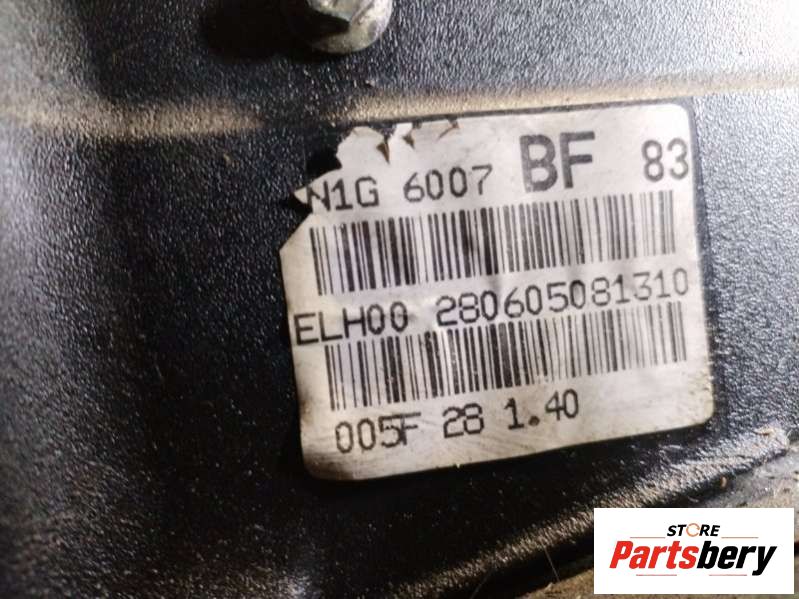 N1G 6007 BF 83
ELH00 280605081310
005F 28 1.40
STORE
Partsbery